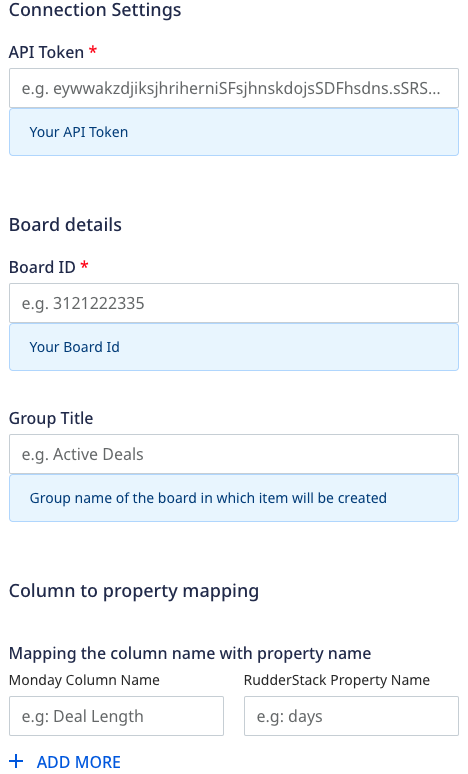 Connection Settings
API Token *
e.g. eywwakzdjiksjhriherniSFsjhnskdojsSDFhsdns.sSRS...
Your API Token
Board details
Board ID *
e.g. 3121222335
Your Board Id
Group Title
e.g. Active Deals
Group name of the board in which item will be created
Column to property mapping
Mapping the column name with property name
Monday Column Name RudderStack Property Name
e.g: Deal Length e.g: days
+ ADD MORE